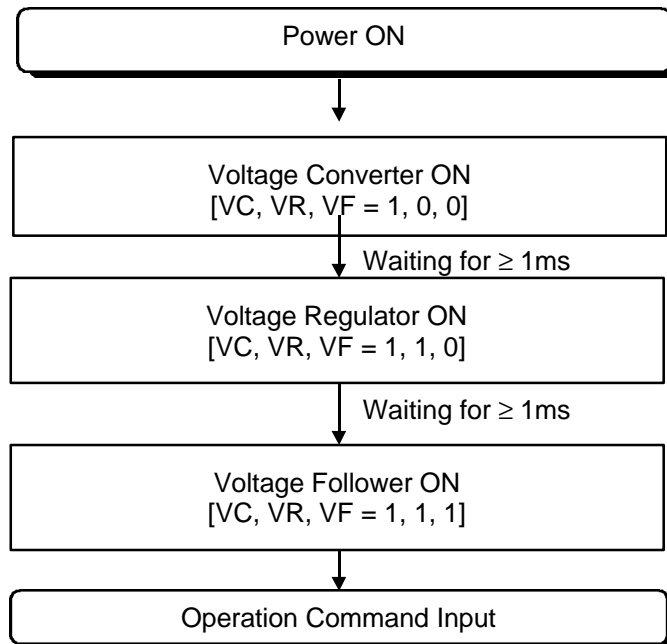 Power ON
Voltage Converter ON
[VC, VR, VF = 1, 0, 0]
Waiting for ≥ 1ms
Voltage Regulator ON
[VC, VR, VF = 1, 1, 0]
Waiting for ≥ 1ms
Voltage Follower ON
[VC, VR, VF = 1, 1, 1]
Operation Command Input